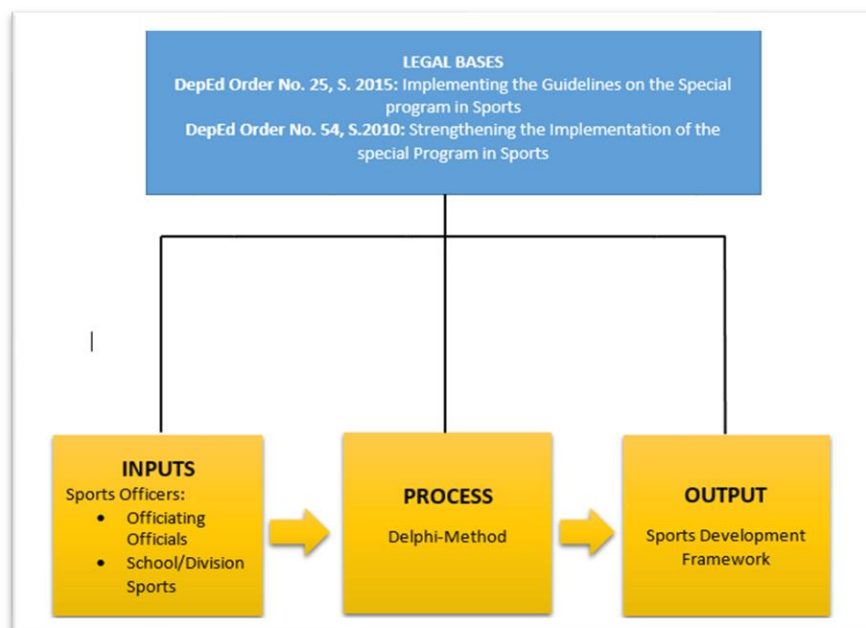 LEGAL BASES
DepEd Order No. 25, S. 2015: Implementing the Guidelines on the Special
program in Sports
DepEd Order No. 54, S.2010: Strengthening the Implementation of the
special Program in Sports
INPUTS
Sports Officers:
• Officiating
Officials
• School/Division
Sports
PROCESS
Delphi-Method
OUTPUT
Sports Development
Framework